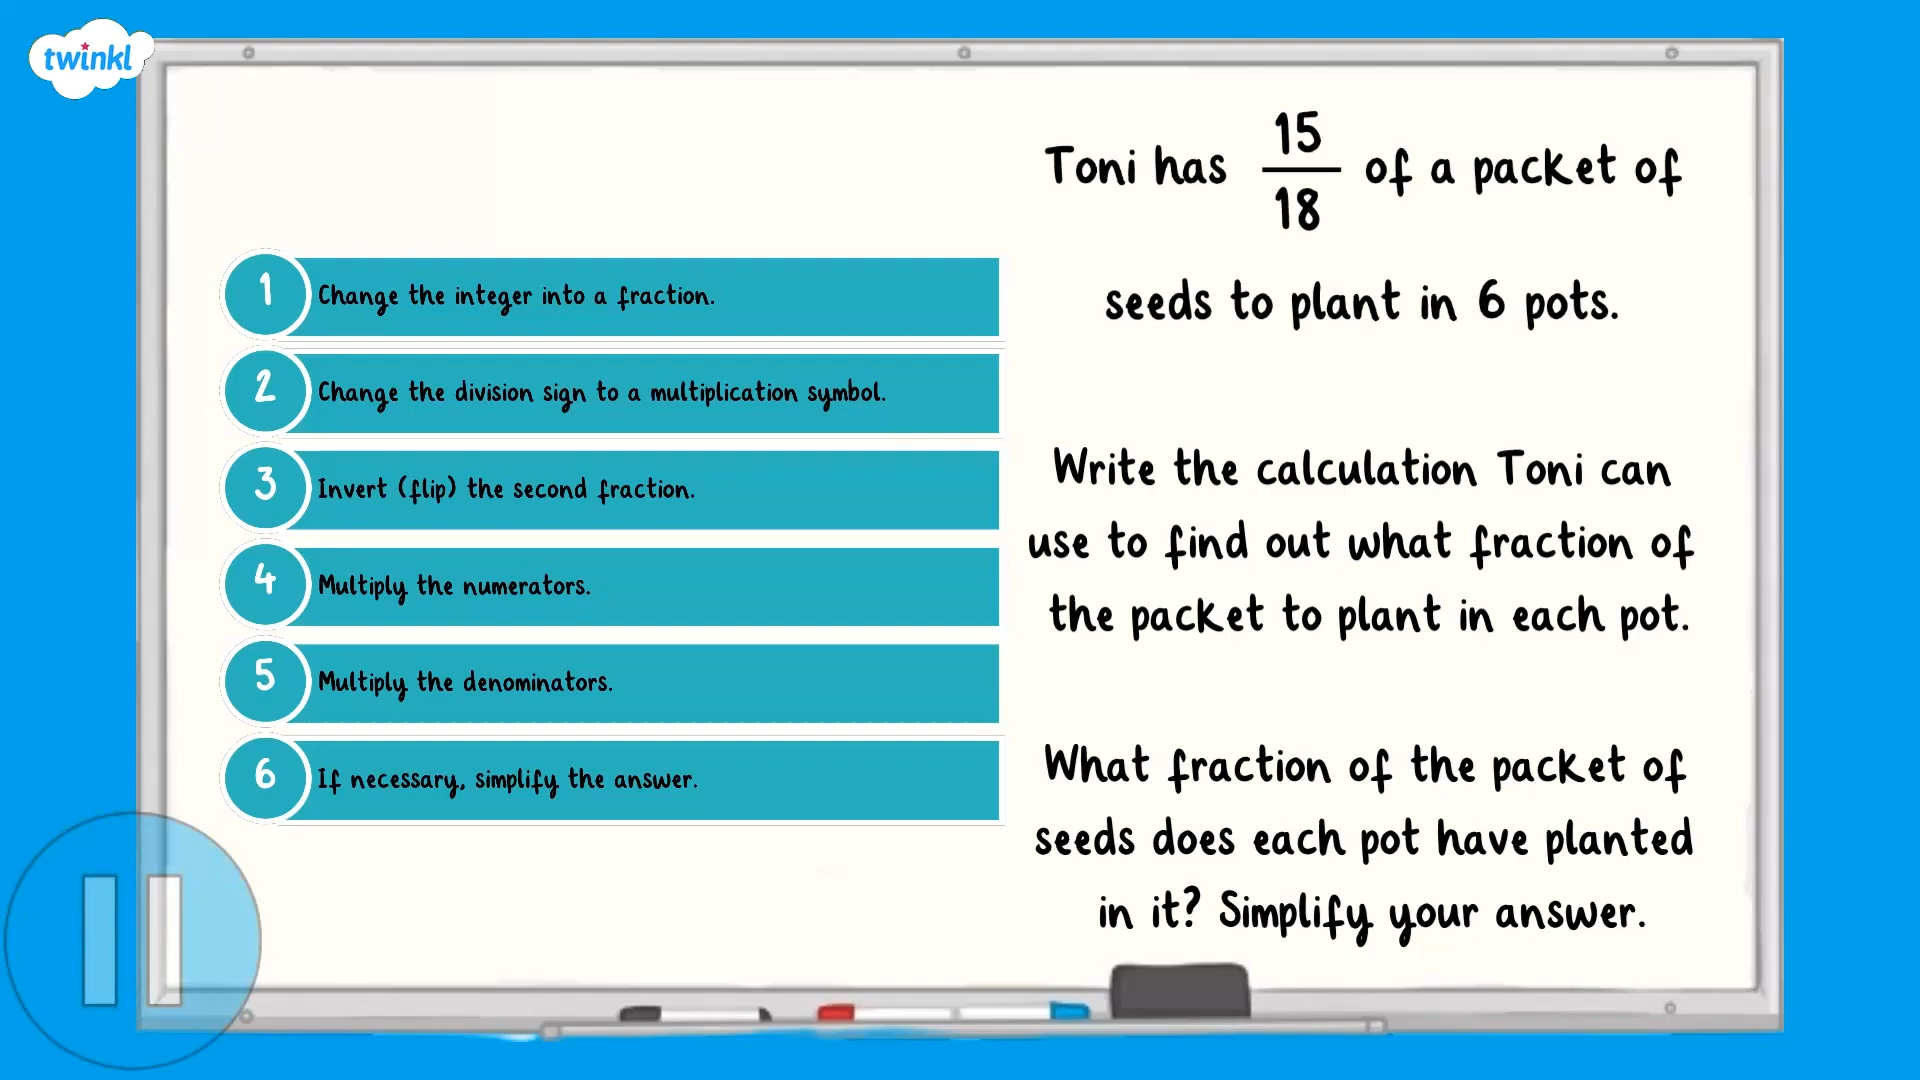 twinkl
1 Change the integer into a fraction.
2 Change the division sign to a multiplication symbol.
3 Invert (flip) the second fraction.
4 Multiply the numerators.
5 Multiply the denominators.
6 If necessary, simplify the answer.
Toni has 15/18 of a packet of
seeds to plant in 6 pots.
Write the calculation Toni can
use to find out what fraction of
the packet to plant in each pot.
What fraction of the packet of
seeds does each pot have planted
in it? Simplify your answer.